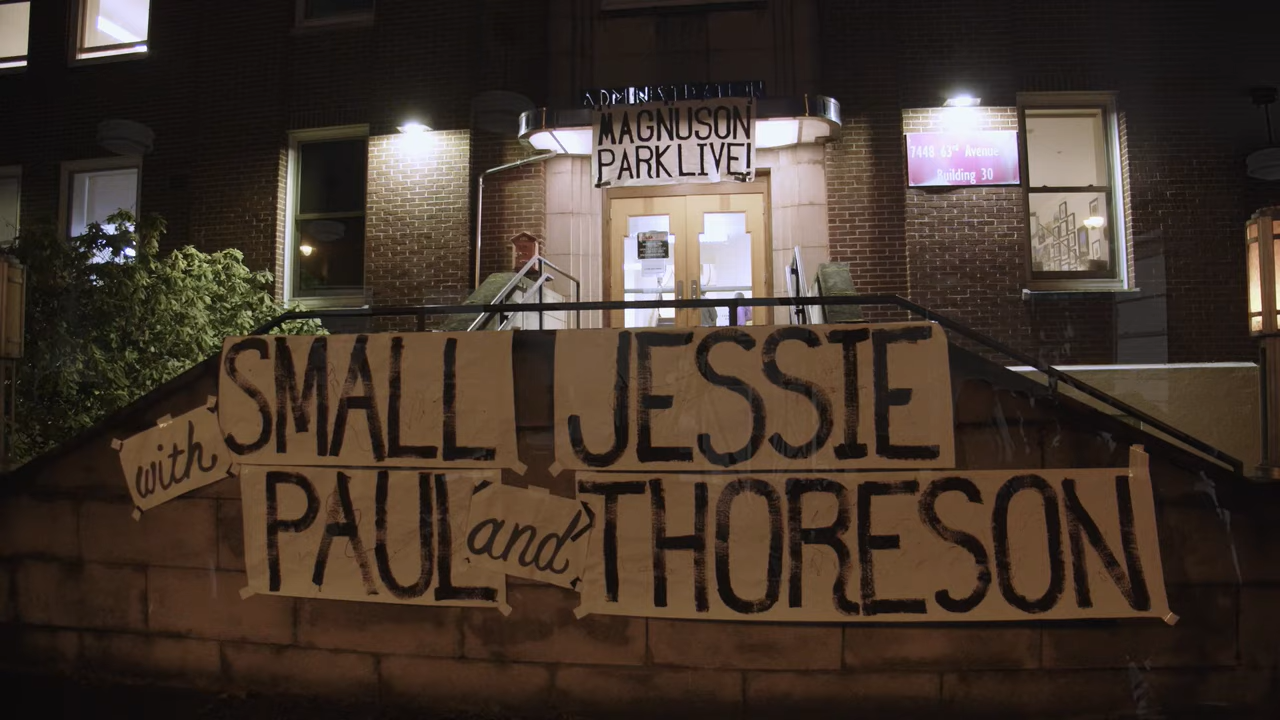 ADMINISTRATION
MAGNUSON
PARK LIVE!
7448 63rd Avenue
Building 30
with SMALL JESSIE
PAUL and THORESON